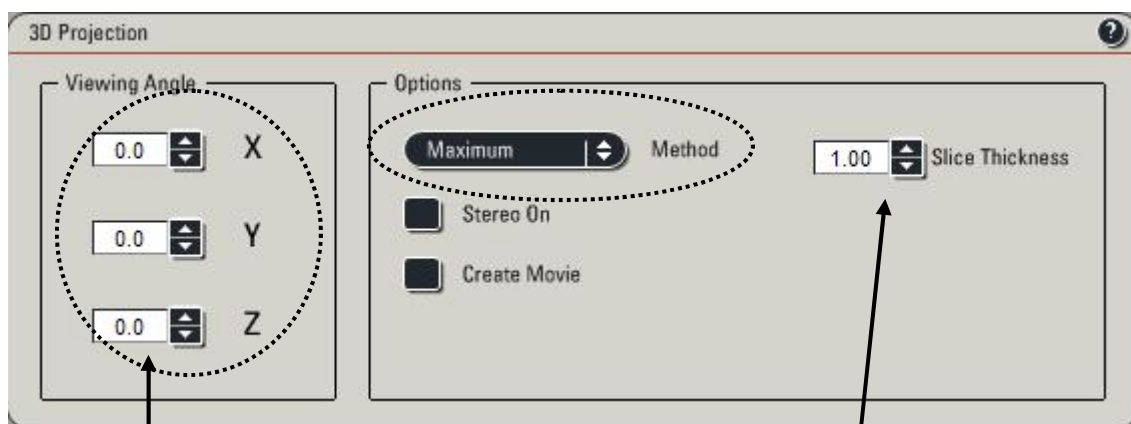 3D Projection
?
Viewing Angle
Options
0.0 X
Maximum Method
1.00 Slice Thickness
0.0 Y
Stereo On
Create Movie
0.0 Z